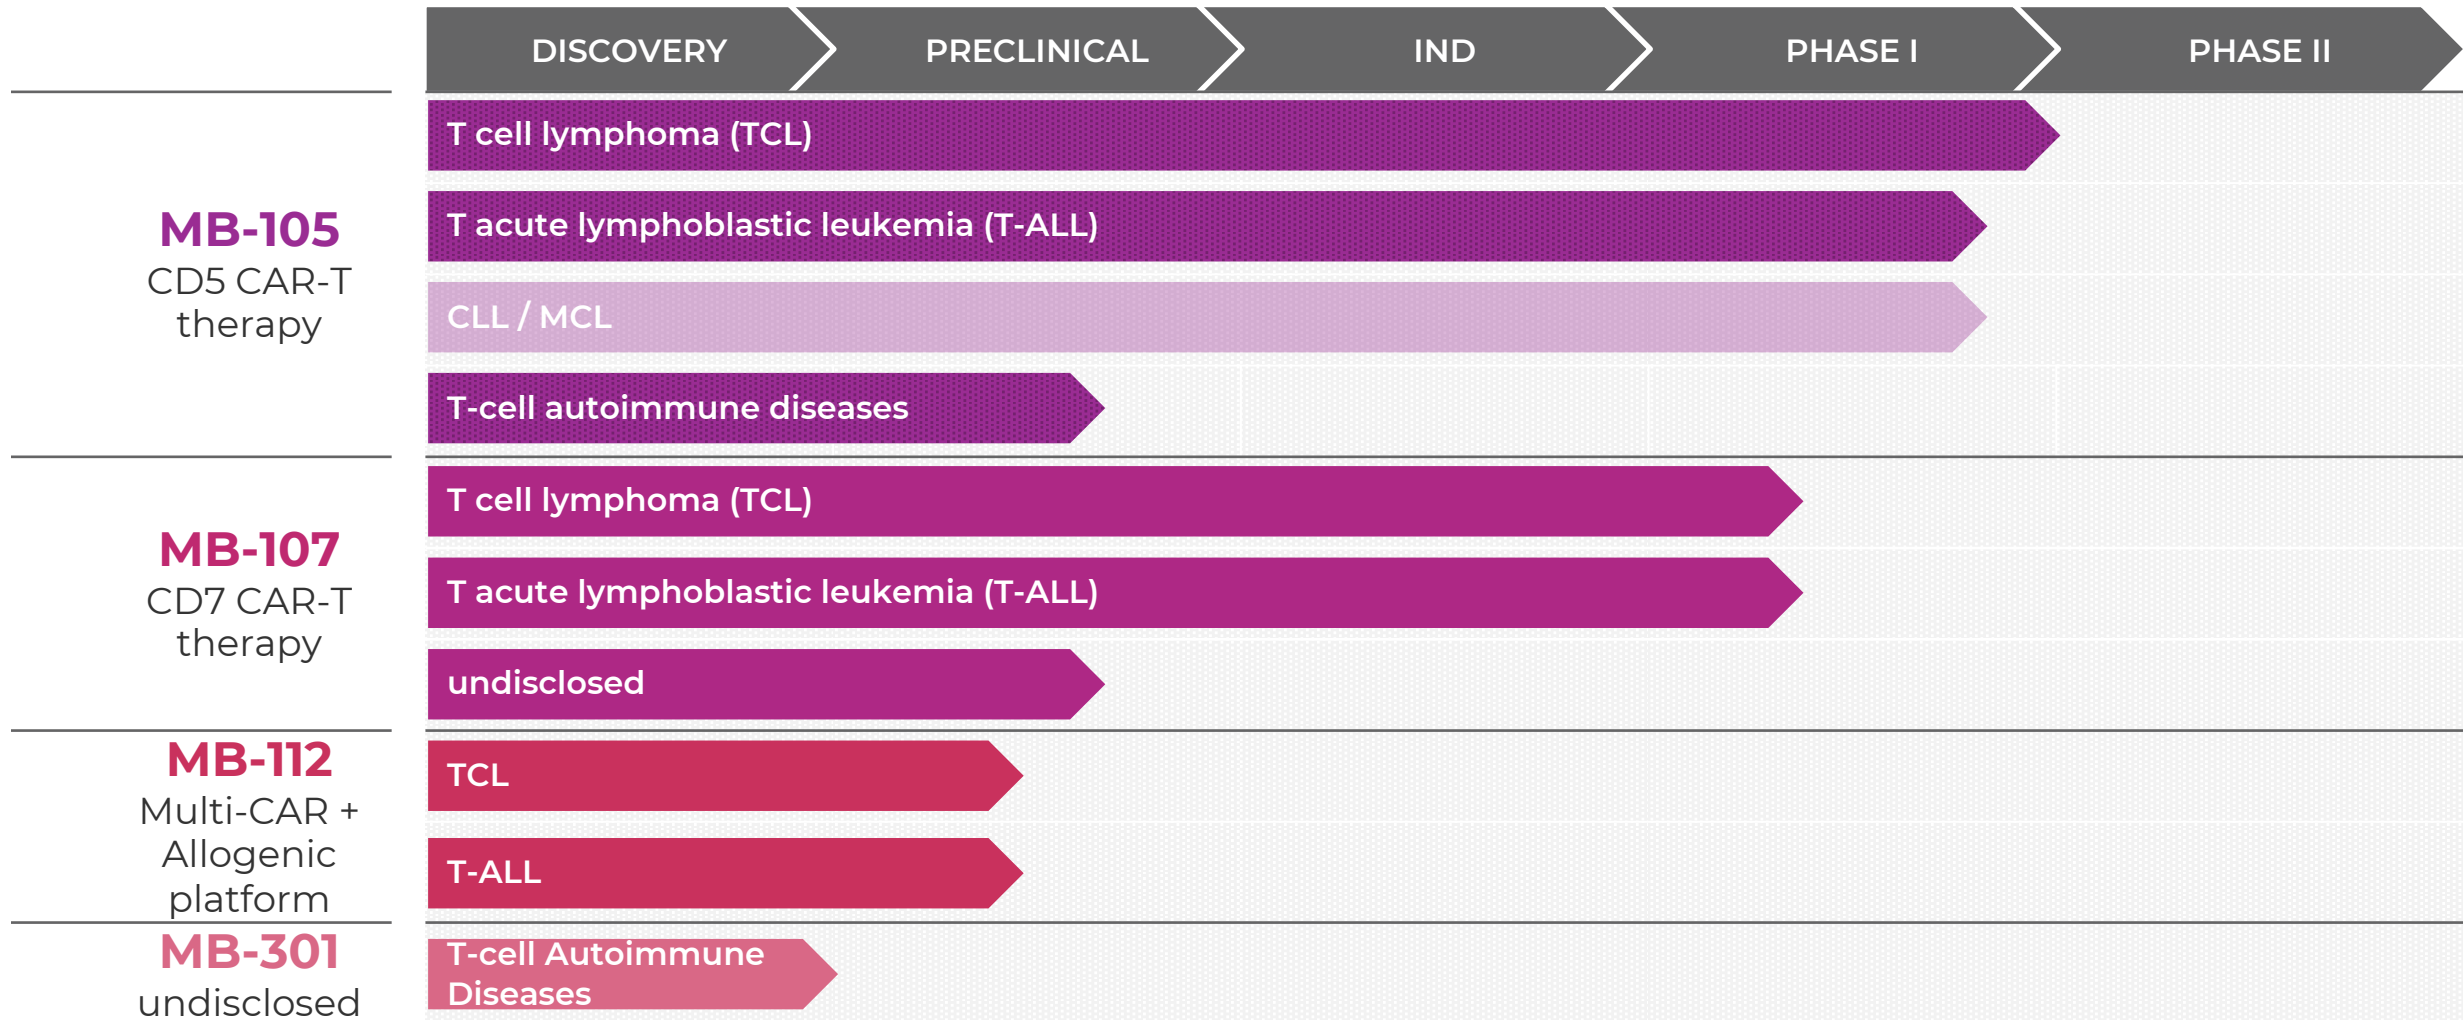 DISCOVERY
PRECLINICAL
IND
PHASE I
PHASE II
MB-105
CD5 CAR-T
therapy
T cell lymphoma (TCL)
T acute lymphoblastic leukemia (T-ALL)
CLL / MCL
T-cell autoimmune diseases
MB-107
CD7 CAR-T
therapy
T cell lymphoma (TCL)
T acute lymphoblastic leukemia (T-ALL)
undisclosed
MB-112
Multi-CAR +
Allogenic
platform
TCL
T-ALL
MB-301
undisclosed
T-cell Autoimmune
Diseases